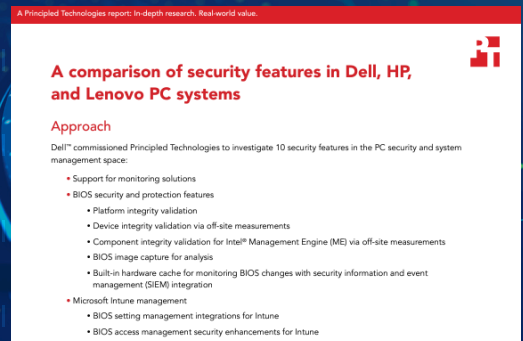 A Principled Technologies report: In-depth research. Real-world value.
PT
A comparison of security features in Dell, HP,
and Lenovo PC systems
Approach
Dell™ commissioned Principled Technologies to investigate 10 security features in the PC security and system
management space:
• Support for monitoring solutions
• BIOS security and protection features
• Platform integrity validation
• Device integrity validation via off-site measurements
• Component integrity validation for Intel® Management Engine (ME) via off-site measurements
• BIOS image capture for analysis
• Built-in hardware cache for monitoring BIOS changes with security information and event
management (SIEM) integration
• Microsoft Intune management
• BIOS setting management integrations for Intune
• BIOS access management security enhancements for Intune